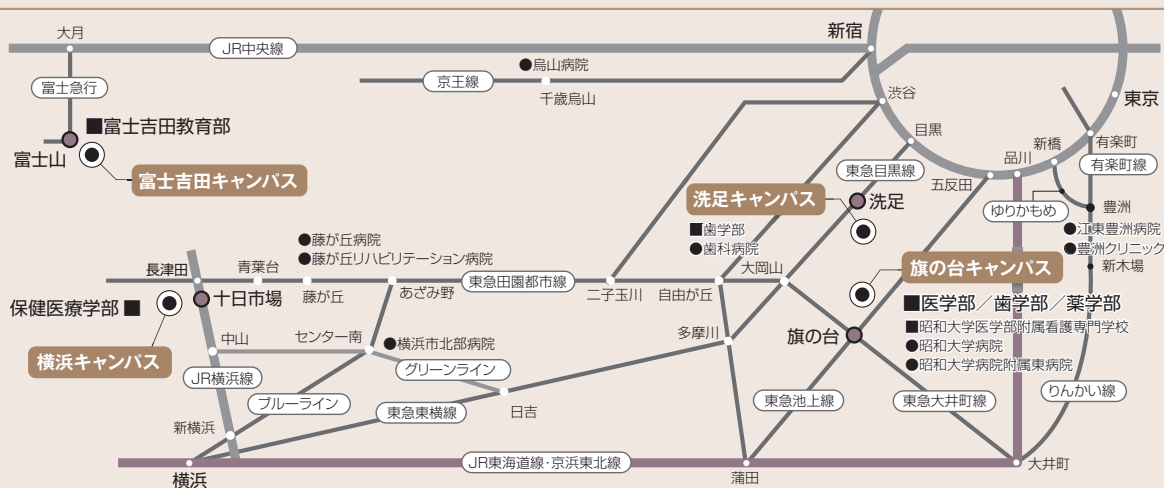 大月
新宿
JR中央線
●烏山病院
富士急行
京王線
千歳烏山
渋谷
東京
■富士吉田教育部
目黒
富士山
新橋
有楽町
品川
有楽町線
富士吉田キャンパス
東急目黒線
五反田
洗足キャンパス
洗足
ゆりかもめ
豊洲
■歯学部
●江東豊洲病院
●藤が丘病院
●歯科病院
●豊洲クリニック
●藤が丘リハビリテーション病院
長津田
青葉台
大岡山
旗の台キャンパス
新木場
東急田園都市線
十日市場
藤が丘
あざみ野
二子玉川
自由が丘
保健医療学部■
■医学部／歯学部／薬学部
■昭和大学医学部附属看護専門学校
中山
センター南
●横浜市北部病院
多摩川
旗の台
●昭和大学病院
横浜キャンパス
●昭和大学病院附属東病院
グリーンライン
JR横浜線
りんかい線
ブルーライン
東急東横線
日吉
東急池上線
東急大井町線
新横浜
JR東海道線・京浜東北線
大井町
横浜
蒲田